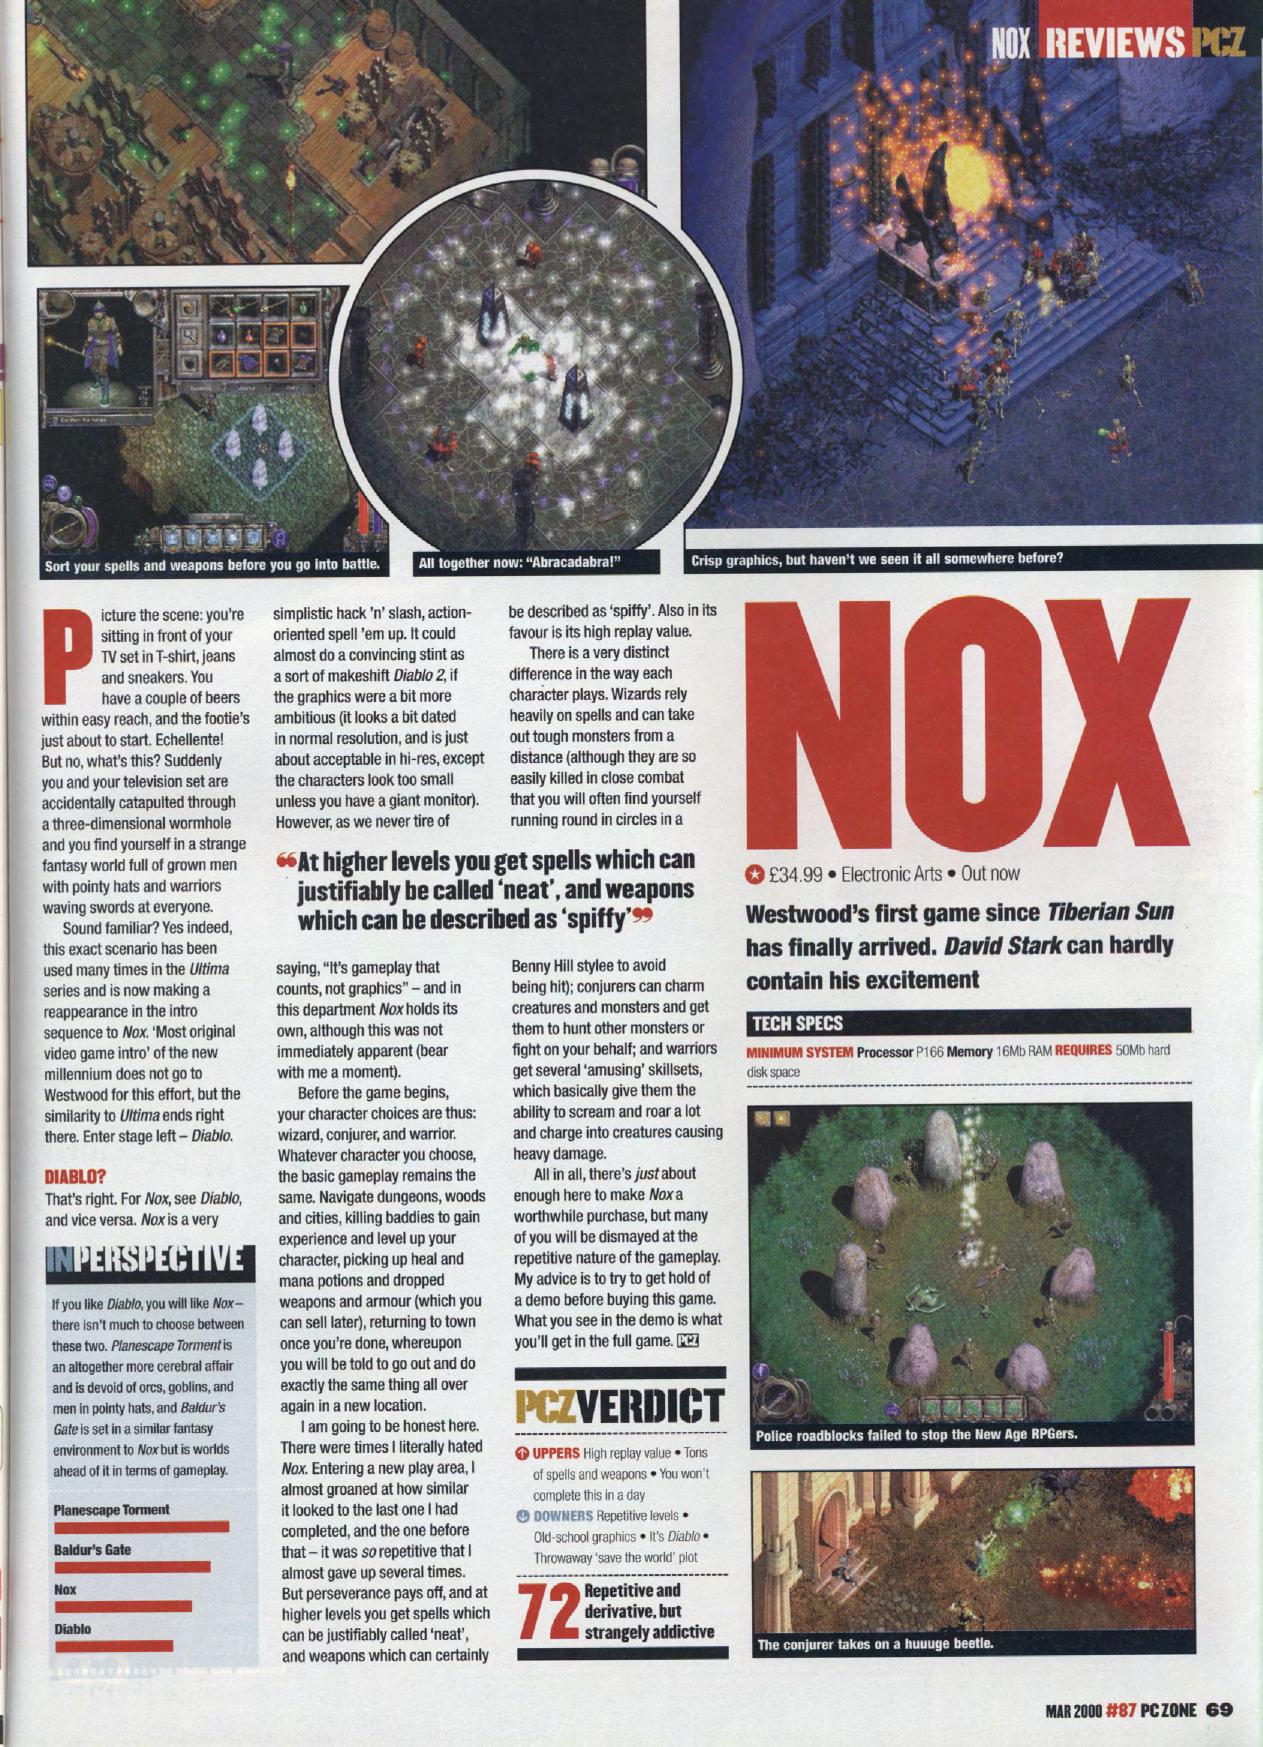 NOX REVIEWS PCZ
Sort your spells and weapons before you go into battle.
All together now: “Abracadabra!”
Crisp graphics, but haven’t we seen it all somewhere before?
Picture the scene: you’re
sitting in front of your
TV set in T-shirt, jeans
and sneakers. You
have a couple of beers
within easy reach, and the footie’s
just about to start. Echellente!
But no, what’s this? Suddenly
you and your television set are
accidentally catapulted through
a three-dimensional wormhole
and you find yourself in a strange
fantasy world full of grown men
with pointy hats and warriors
waving swords at everyone.
Sound familiar? Yes indeed,
this exact scenario has been
used many times in the Ultima
series and is now making a
reappearance in the intro
sequence to Nox. ‘Most original
video game intro’ of the new
millennium does not go to
Westwood for this effort, but the
similarity to Ultima ends right
there. Enter stage left – Diablo.
DIABLO?
That’s right. For Nox, see Diablo,
and vice versa. Nox is a very
simplistic hack ’n’ slash, action-
oriented spell ’em up. It could
almost do a convincing stint as
a sort of makeshift Diablo 2, if
the graphics were a bit more
ambitious (it looks a bit dated
in normal resolution, and is just
about acceptable in hi-res, except
the characters look too small
unless you have a giant monitor).
However, as we never tire of
saying, “It’s gameplay that
counts, not graphics” – and in
this department Nox holds its
own, although this was not
immediately apparent (bear
with me a moment).
Before the game begins,
your character choices are thus:
wizard, conjurer, and warrior.
Whatever character you choose,
the basic gameplay remains the
same. Navigate dungeons, woods
and cities, killing baddies to gain
experience and level up your
character, picking up heal and
mana potions and dropped
weapons and armour (which you
can sell later), returning to town
once you’re done, whereupon
you will be told to go out and do
exactly the same thing all over
again in a new location.
I am going to be honest here.
There were times I literally hated
Nox. Entering a new play area, I
almost groaned at how similar
it looked to the last one I had
completed, and the one before
that – it was so repetitive that I
almost gave up several times.
But perseverance pays off, and at
higher levels you get spells which
can be justifiably called ‘neat’,
and weapons which can certainly
be described as ‘spiffy’. Also in its
favour is its high replay value.
There is a very distinct
difference in the way each
character plays. Wizards rely
heavily on spells and can take
out tough monsters from a
distance (although they are so
easily killed in close combat
that you will often find yourself
running round in circles in a
Benny Hill stylee to avoid
being hit); conjurers can charm
creatures and monsters and get
them to hunt other monsters or
fight on your behalf; and warriors
get several ‘amusing’ skillsets,
which basically give them the
ability to scream and roar a lot
and charge into creatures causing
heavy damage.
All in all, there’s just about
enough here to make Nox a
worthwhile purchase, but many
of you will be dismayed at the
repetitive nature of the gameplay.
My advice is to try to get hold of
a demo before buying this game.
What you see in the demo is what
you’ll get in the full game. PCZ
“At higher levels you get spells which can
justifiably be called ‘neat’, and weapons
which can be described as ‘spiffy’”
INPERSPECTIVE
If you like Diablo, you will like Nox –
there isn’t much to choose between
these two. Planescape Torment is
an altogether more cerebral affair
and is devoid of orcs, goblins, and
men in pointy hats, and Baldur’s
Gate is set in a similar fantasy
environment to Nox but is worlds
ahead of it in terms of gameplay.
Planescape Torment
Baldur’s Gate
Nox
Diablo
PCZVERDICT
UPPERS High replay value • Tons
of spells and weapons • You won’t
complete this in a day
DOWNERS Repetitive levels •
Old-school graphics • It’s Diablo •
Throwaway ‘save the world’ plot
72 Repetitive and
derivative, but
strangely addictive
NOX
£34.99 • Electronic Arts • Out now
Westwood’s first game since Tiberian Sun
has finally arrived. David Stark can hardly
contain his excitement
TECH SPECS
MINIMUM SYSTEM Processor P166 Memory 16Mb RAM REQUIRES 50Mb hard
disk space
Police roadblocks failed to stop the New Age RPGers.
The conjurer takes on a huuuge beetle.
MAR 2000 #87 PC ZONE 69